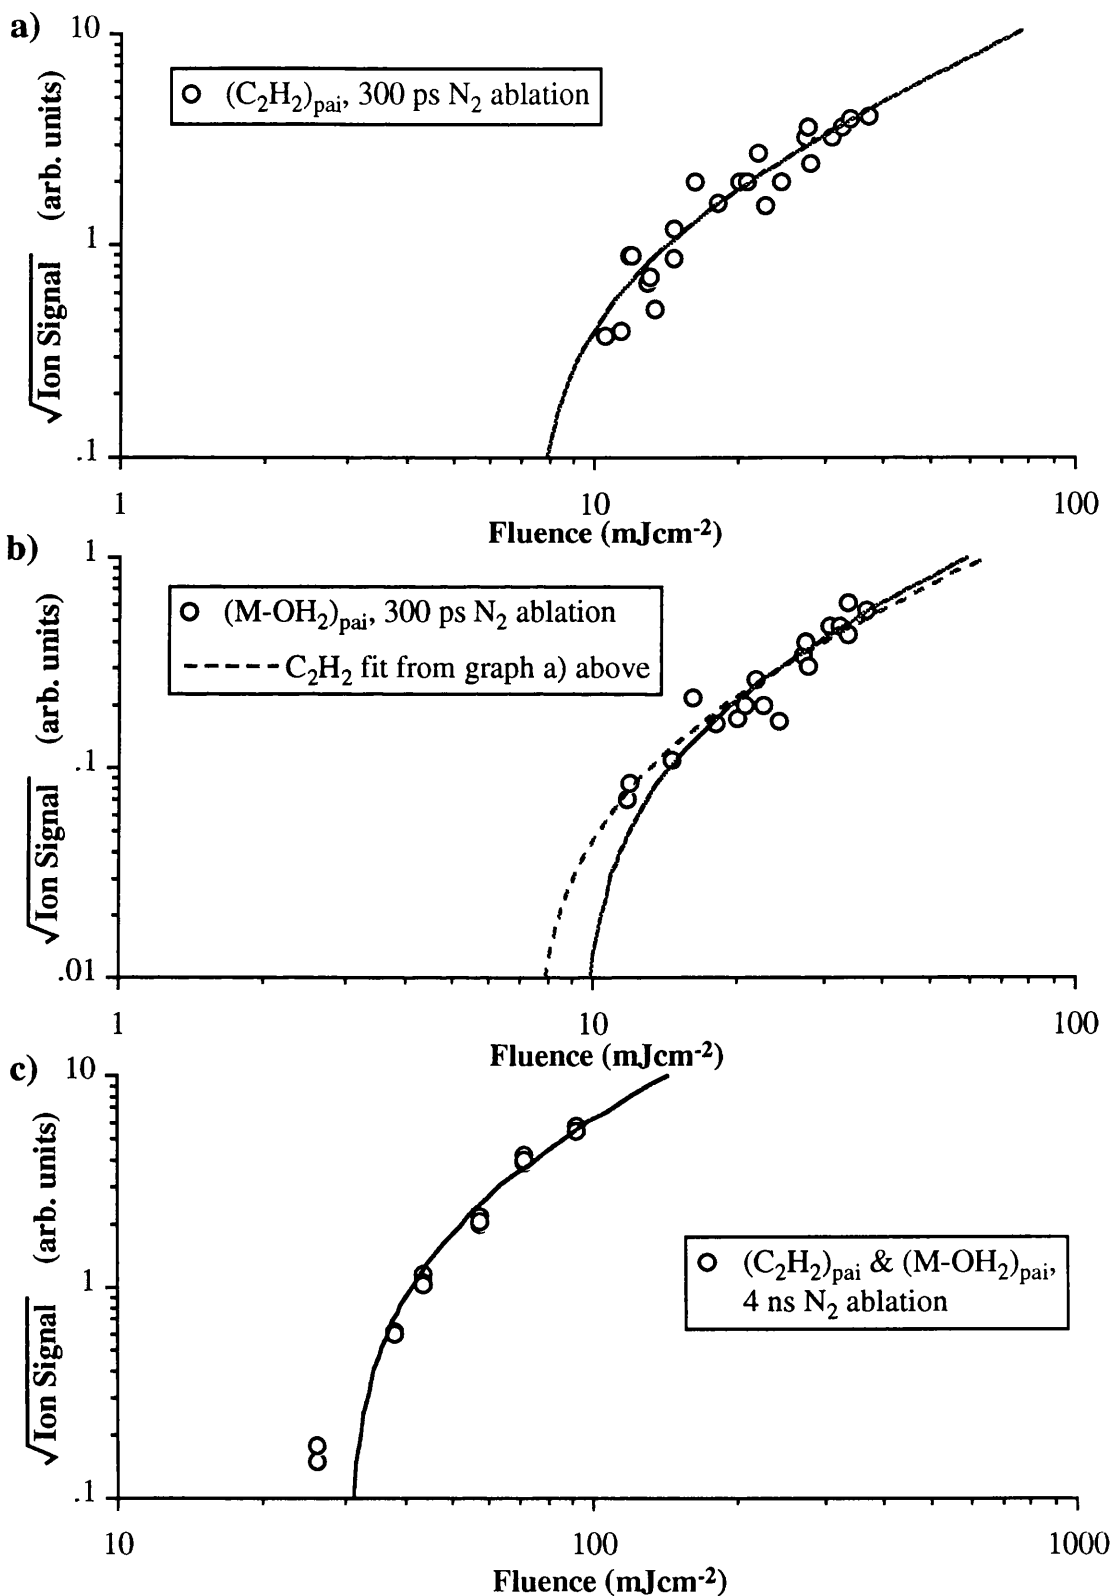 a)
10
1
.1
√Ion Signal (arb. units)
(C₂H₂)pai, 300 ps N₂ ablation
1 10 100
Fluence (mJcm⁻²)
b)
1
.1
.01
√Ion Signal (arb. units)
(M-OH₂)pai, 300 ps N₂ ablation
C₂H₂ fit from graph a) above
1 10 100
Fluence (mJcm⁻²)
c)
10
1
.1
√Ion Signal (arb. units)
(C₂H₂)pai & (M-OH₂)pai,
4 ns N₂ ablation
10 100 1000
Fluence (mJcm⁻²)